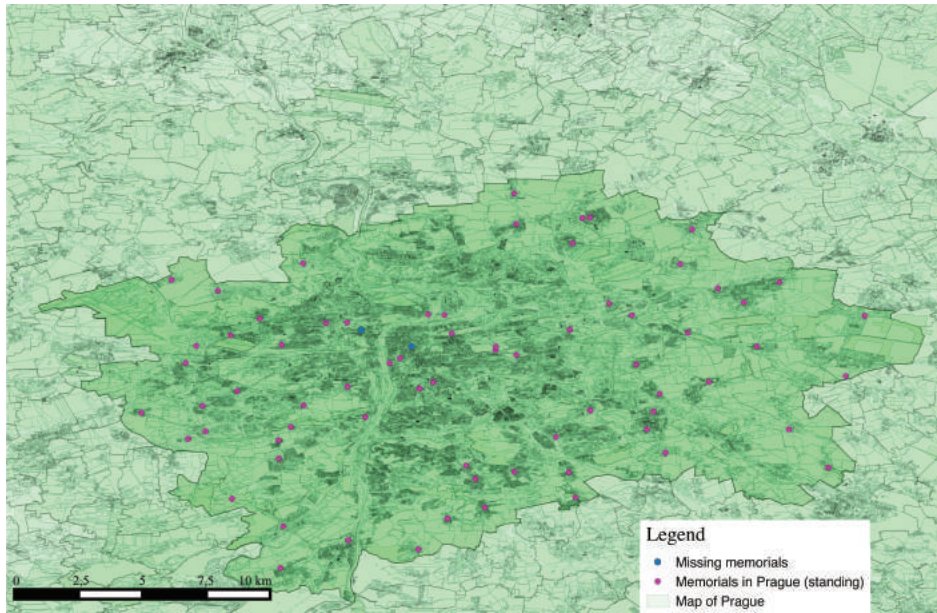 Legend
Missing memorials
Memorials in Prague (standing)
Map of Prague
0 2,5 5 7,5 10 km